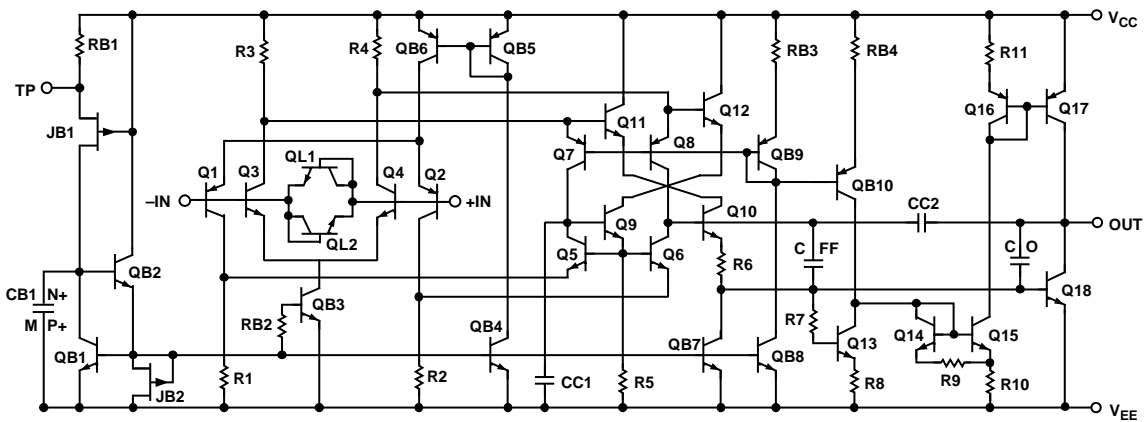 RB1
R3
R4
QB6
QB5
RB3
RB4
R11
VCC
TP
JB1
Q12
Q11
Q16
Q17
Q1
Q3
QL1
Q4
Q2
Q7
Q8
QB9
QB10
–IN
+IN
QL2
Q9
Q10
CC2
OUT
Q5
Q6
R6
C FF
C O
QB2
CB1
N+
M P+
QB3
RB2
R7
Q18
QB1
QB4
QB7
QB8
Q13
Q14
Q15
JB2
R1
R2
CC1
R5
R8
R9
R10
VEE